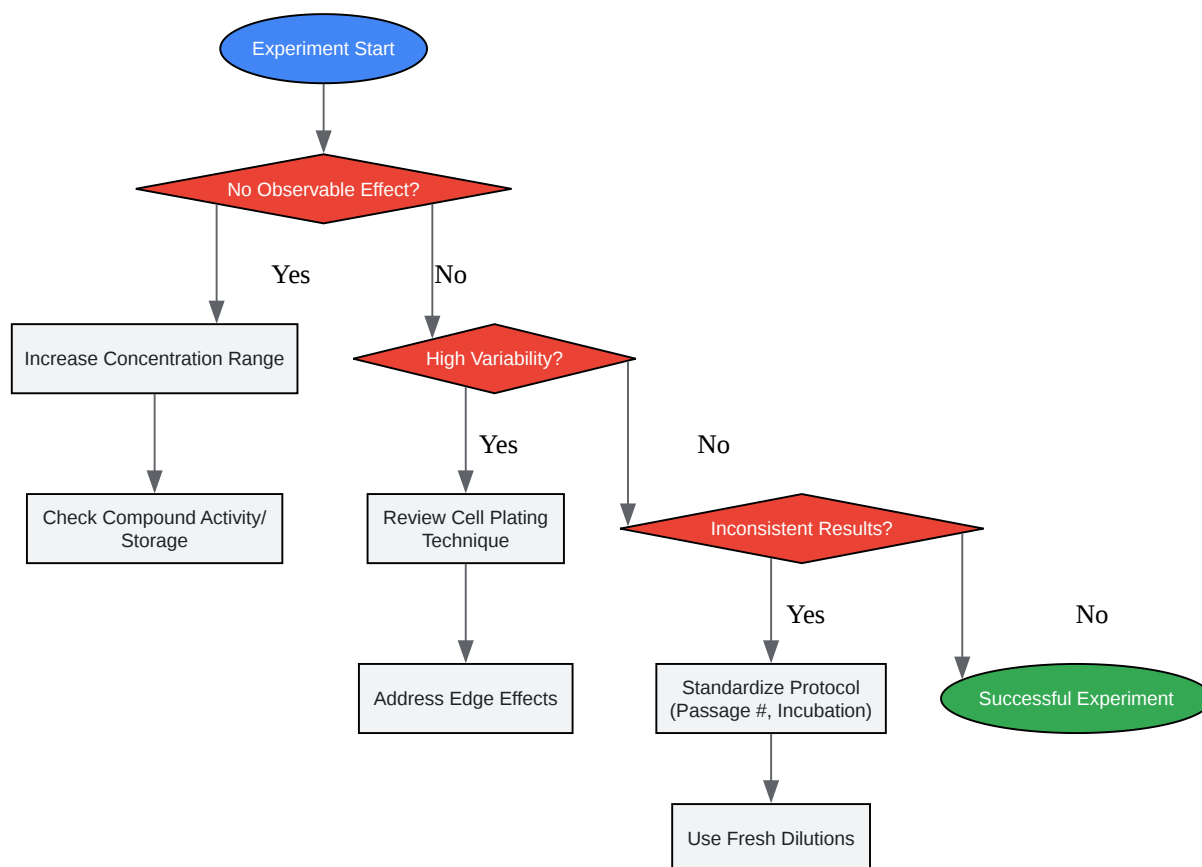 Experiment Start
No Observable Effect?
Yes
No
Increase Concentration Range
High Variability?
Yes
No
Check Compound Activity/
Storage
Review Cell Plating
Technique
Inconsistent Results?
Yes
No
Address Edge Effects
Standardize Protocol
(Passage #, Incubation)
Successful Experiment
Use Fresh Dilutions